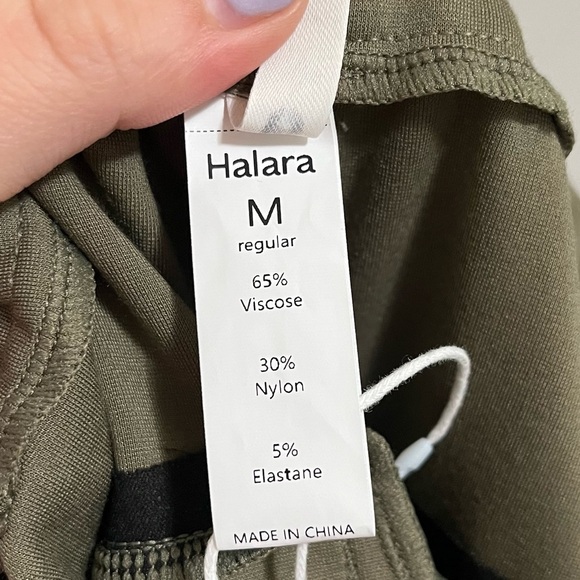 Halara
M
regular
65%
Viscose
30%
Nylon
5%
Elastane
MADE IN CHINA